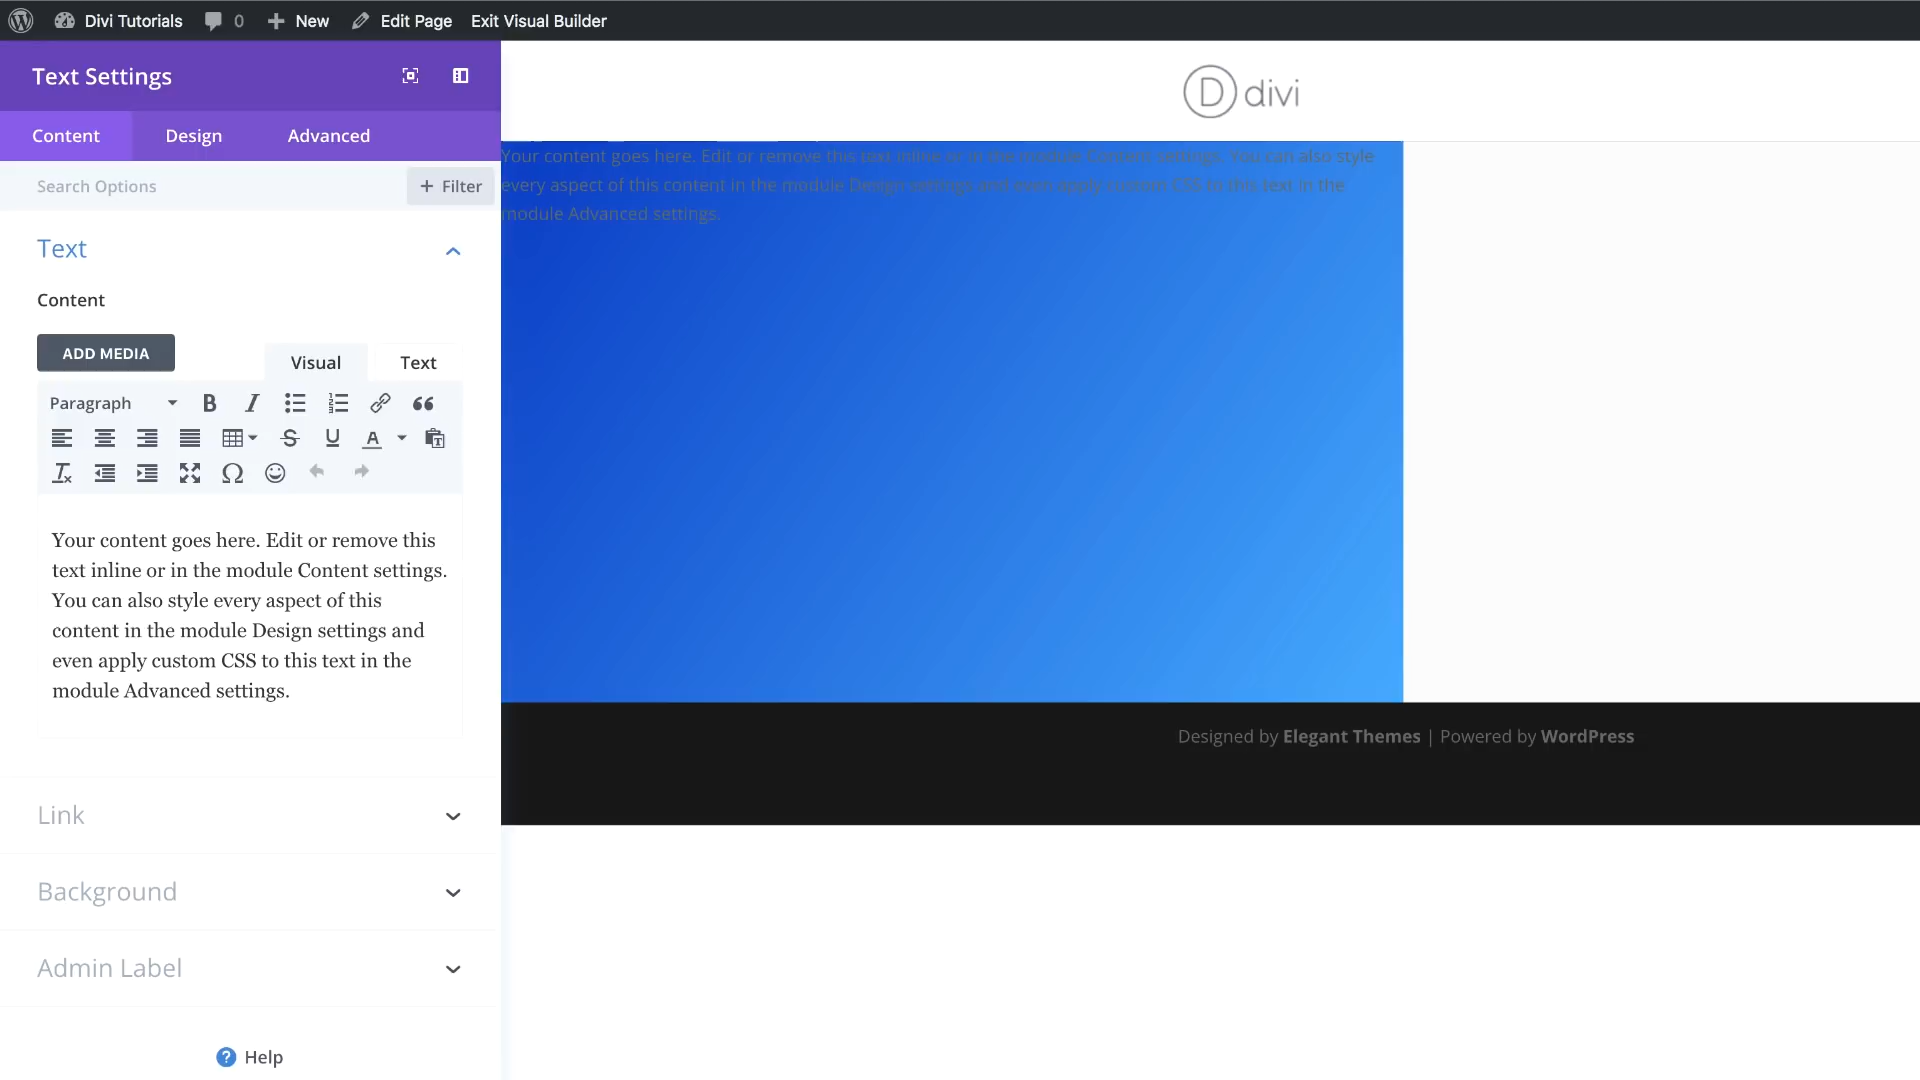 Divi Tutorials 0 New Edit Page Exit Visual Builder
Text Settings
Content Design Advanced
Search Options + Filter
Text
Content
ADD MEDIA
Visual Text
Paragraph
Your content goes here. Edit or remove this
text inline or in the module Content settings.
You can also style every aspect of this
content in the module Design settings and
even apply custom CSS to this text in the
module Advanced settings.
Link
Background
Admin Label
Help
D divi
Your content goes here. Edit or remove this text inline or in the module Content settings. You can also style
every aspect of this content in the module Design settings and even apply custom CSS to this text in the
module Advanced settings.
Designed by Elegant Themes | Powered by WordPress